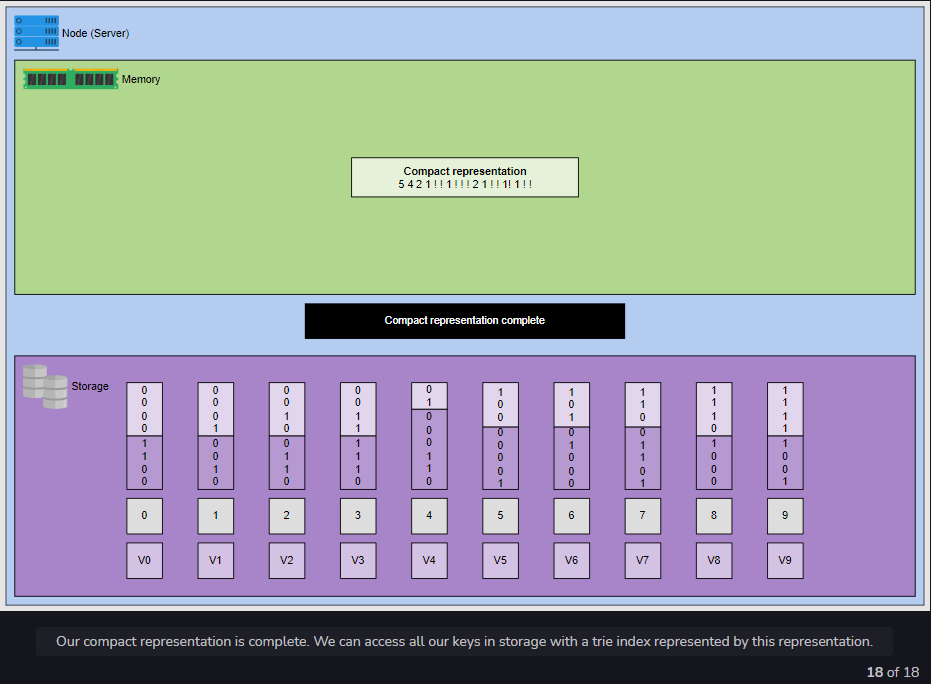 Node (Server)
Memory
Compact representation
5 4 2 1 ! ! 1 ! ! ! 2 1 ! ! 1! 1 ! !
Compact representation complete
Storage
0 0 0 0 0 1 1 1 1 1
0 0 0 0 1 0 0 1 1 1
0 0 1 1 0 0 1 0 1 1
0 1 0 1 0 0 0 0 0 1
1 0 0 1 0 0 1 1 1 1
1 0 1 1 1 0 0 1 0 0
0 1 1 1 1 0 0 0 0 0
0 0 0 0 0 1 0 1 0 1
0 1 2 3 4 5 6 7 8 9
V0 V1 V2 V3 V4 V5 V6 V7 V8 V9
Our compact representation is complete. We can access all our keys in storage with a trie index represented by this representation.
18 of 18